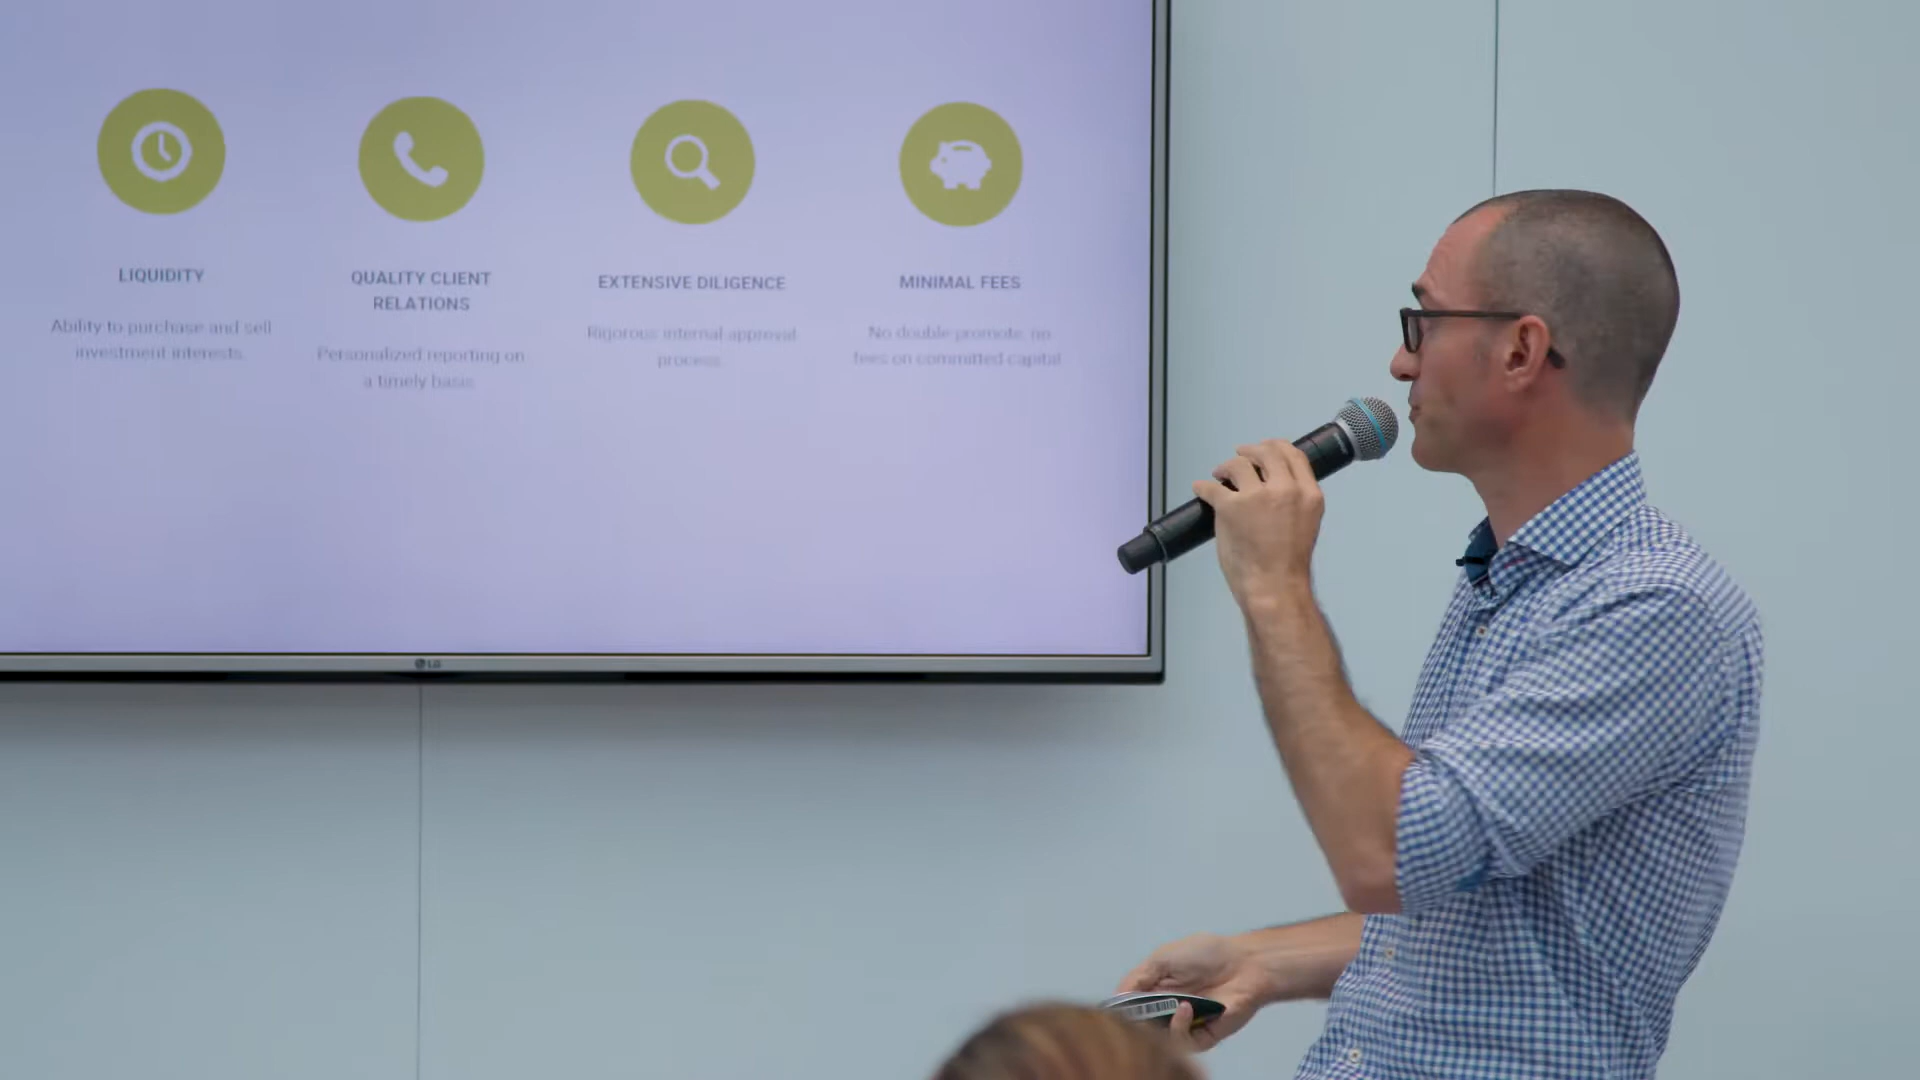 LIQUIDITY
Ability to purchase and sell
investment interests.
QUALITY CLIENT
RELATIONS
Personalized reporting on
a timely basis.
EXTENSIVE DILIGENCE
Rigorous internal approval
process.
MINIMAL FEES
No double promote, no
fees on committed capital.
LG